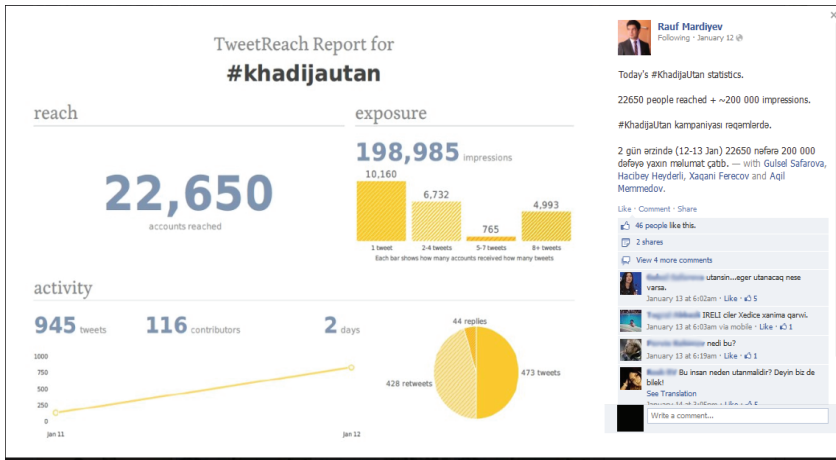 TweetReach Report for
#khadijautan
reach
22,650
accounts reached
exposure
198,985 impressions
10,160
6,732
765
4,993
1 tweet
2-4 tweets
5-7 tweets
8+ tweets
Each bar shows how many accounts received how many tweets
activity
945 tweets
116 contributors
2 days
1000
750
500
250
0
Jan 11
Jan 12
44 replies
428 retweets
473 tweets
Rauf Mardiyev
Following · January 12
Today's #KhadijaUtan statistics.
22650 people reached + ~200 000 impressions.
#KhadijaUtan kampaniyası rəqəmlərdə.
2 gün ərzində (12-13 Jan) 22650 nəfərə 200 000
dəfəyə yaxın məlumat çatıb. — with Gulsel Safarova,
Hacibey Heyderli, Xaqani Ferecov and Aqil
Memmedov.
Like · Comment · Share
46 people like this.
2 shares
View 4 more comments
utansin...eger utanacaq nese
varsa.
January 13 at 6:02am · Like · 5
IRELI ciler Xedice xanima qarwi.
January 13 at 6:03am via mobile · Like · 1
nedi bu?
January 13 at 6:19am · Like · 1
Bu insan neden utanmalidir? Deyin biz de
bilek!
See Translation
January 14 at 3:05pm · Like · 5
Write a comment...